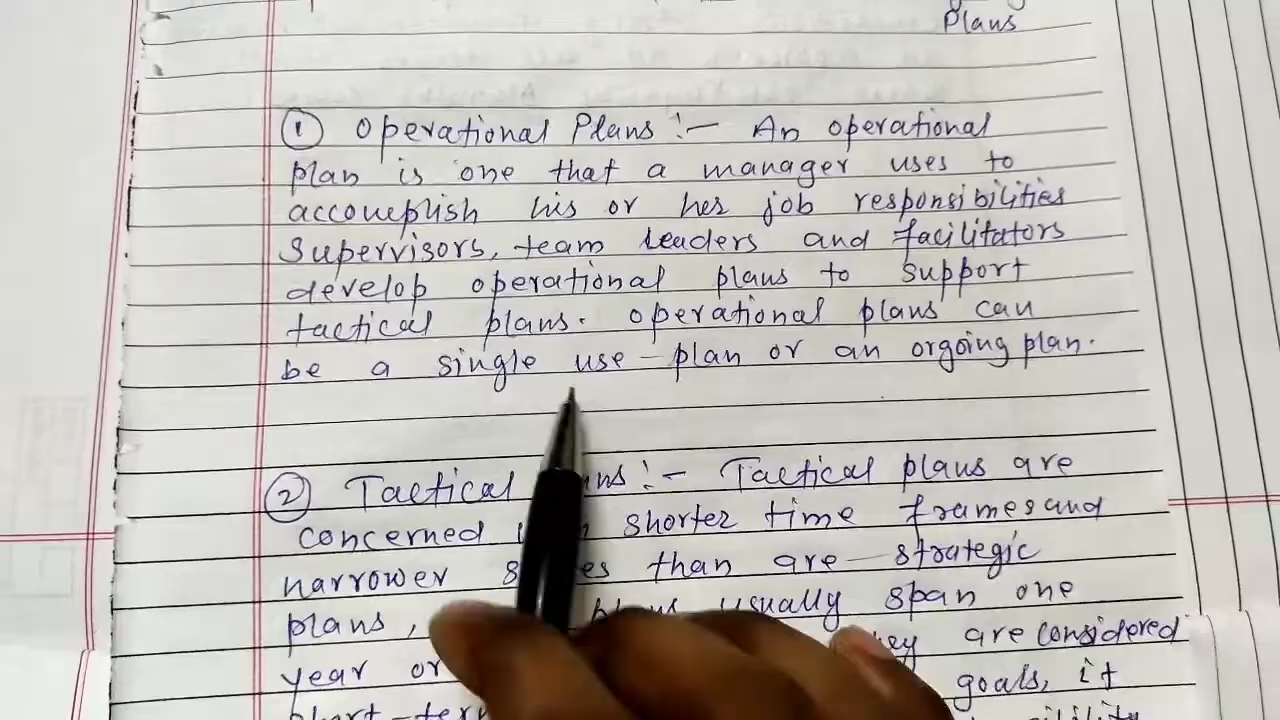 Plans
① Operational Plans :- An operational
plan is one that a manager uses to
accoueplish his or her job responsibilities
Supervisors, team leaders and facilitators
develop operational plans to support
tactical plans. Operational plans can
be a single use - plan or an orgoing plan.
② Tactical :- Tactical plans are
concerned shorter time frames and
narrower than are strategic
plans, usually span one
year or are considered
goals, it
short-